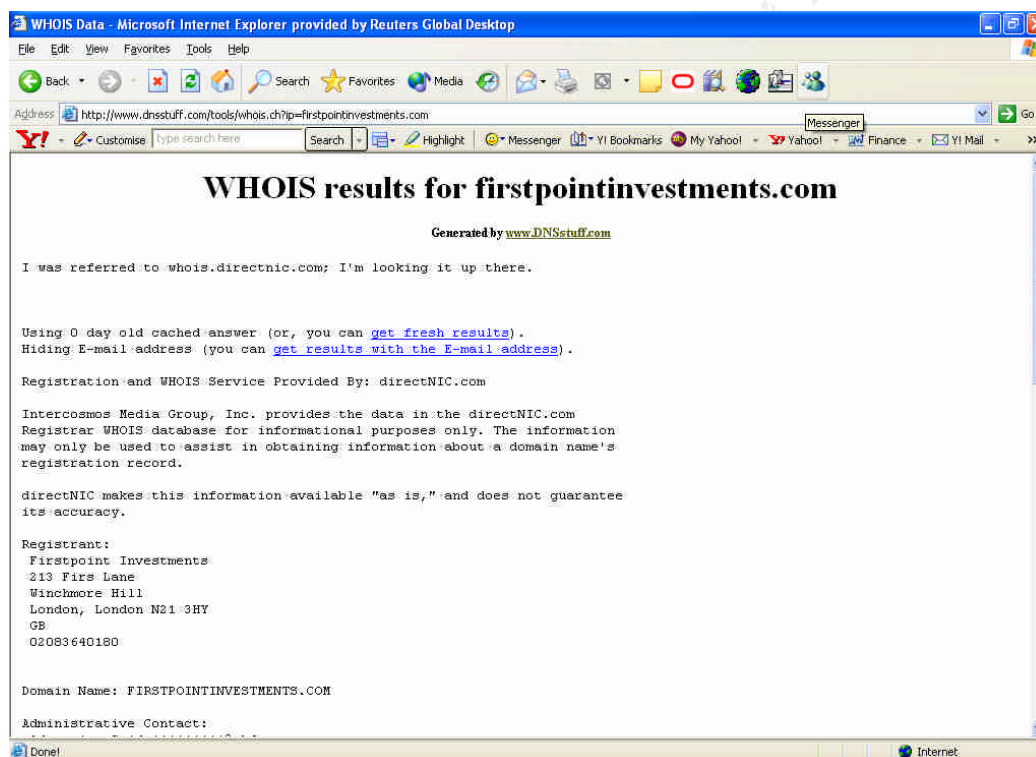 WHOIS Data - Microsoft Internet Explorer provided by Reuters Global Desktop
File Edit View Favorites Tools Help
Back Search Favorites Media
Address http://www.dnsstuff.com/tools/whois.ch?ip=firstpointinvestments.com Go
Messenger
Y! Customise type search here Search Highlight Messenger Y! Bookmarks My Yahoo! Yahoo! Finance Y! Mail »
WHOIS results for firstpointinvestments.com
Generated by www.DNSstuff.com
I was referred to whois.directnic.com; I'm looking it up there.
Using 0 day old cached answer (or, you can get fresh results).
Hiding E-mail address (you can get results with the E-mail address).
Registration and WHOIS Service Provided By: directNIC.com
Intercosmos Media Group, Inc. provides the data in the directNIC.com
Registrar WHOIS database for informational purposes only. The information
may only be used to assist in obtaining information about a domain name's
registration record.
directNIC makes this information available "as is," and does not guarantee
its accuracy.
Registrant:
Firstpoint Investments
213 Firs Lane
Winchmore Hill
London, London N21 3HY
GB
02083640180
Domain Name: FIRSTPOINTINVESTMENTS.COM
Administrative Contact:
Done! Internet